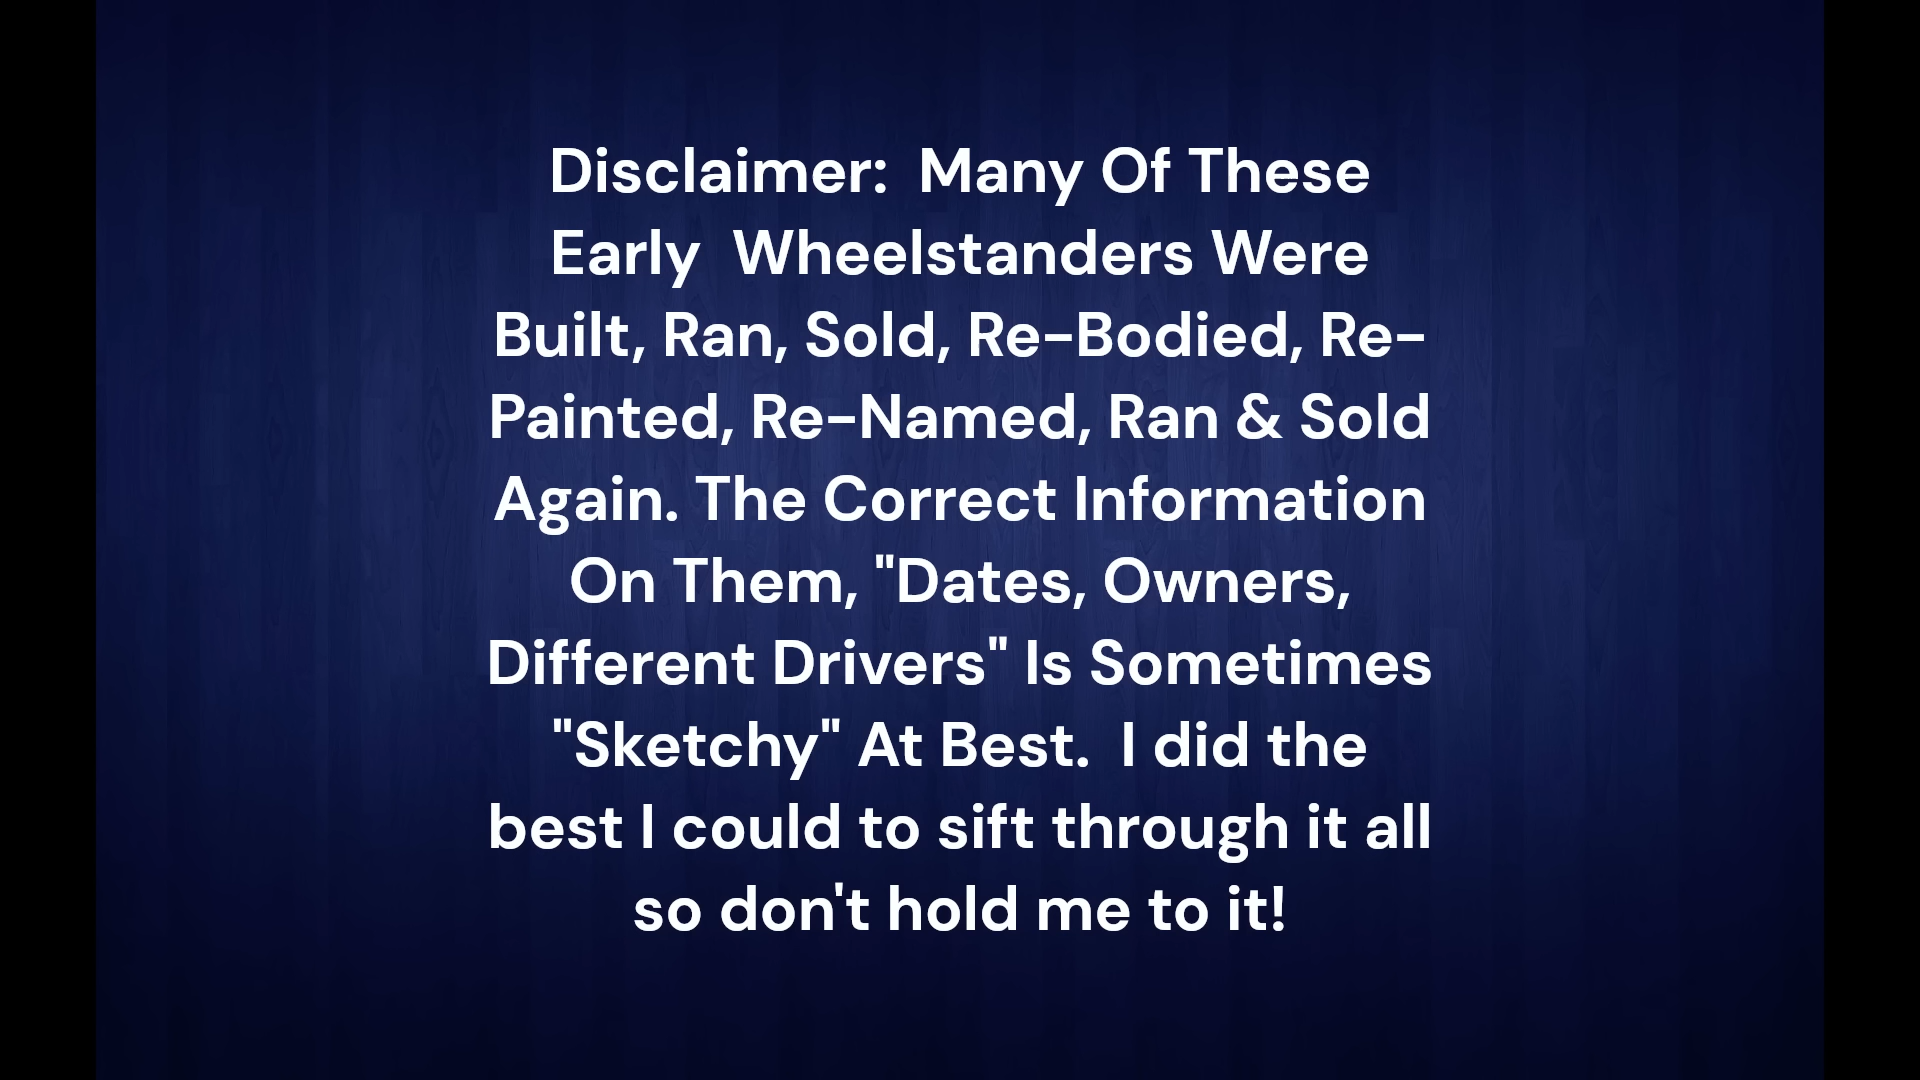 Disclaimer:  Many Of These
Early  Wheelstanders Were
Built, Ran, Sold, Re-Bodied, Re-
Painted, Re-Named, Ran & Sold
Again. The Correct Information
On Them, "Dates, Owners,
Different Drivers" Is Sometimes
"Sketchy" At Best.  I did the
best I could to sift through it all
so don't hold me to it!